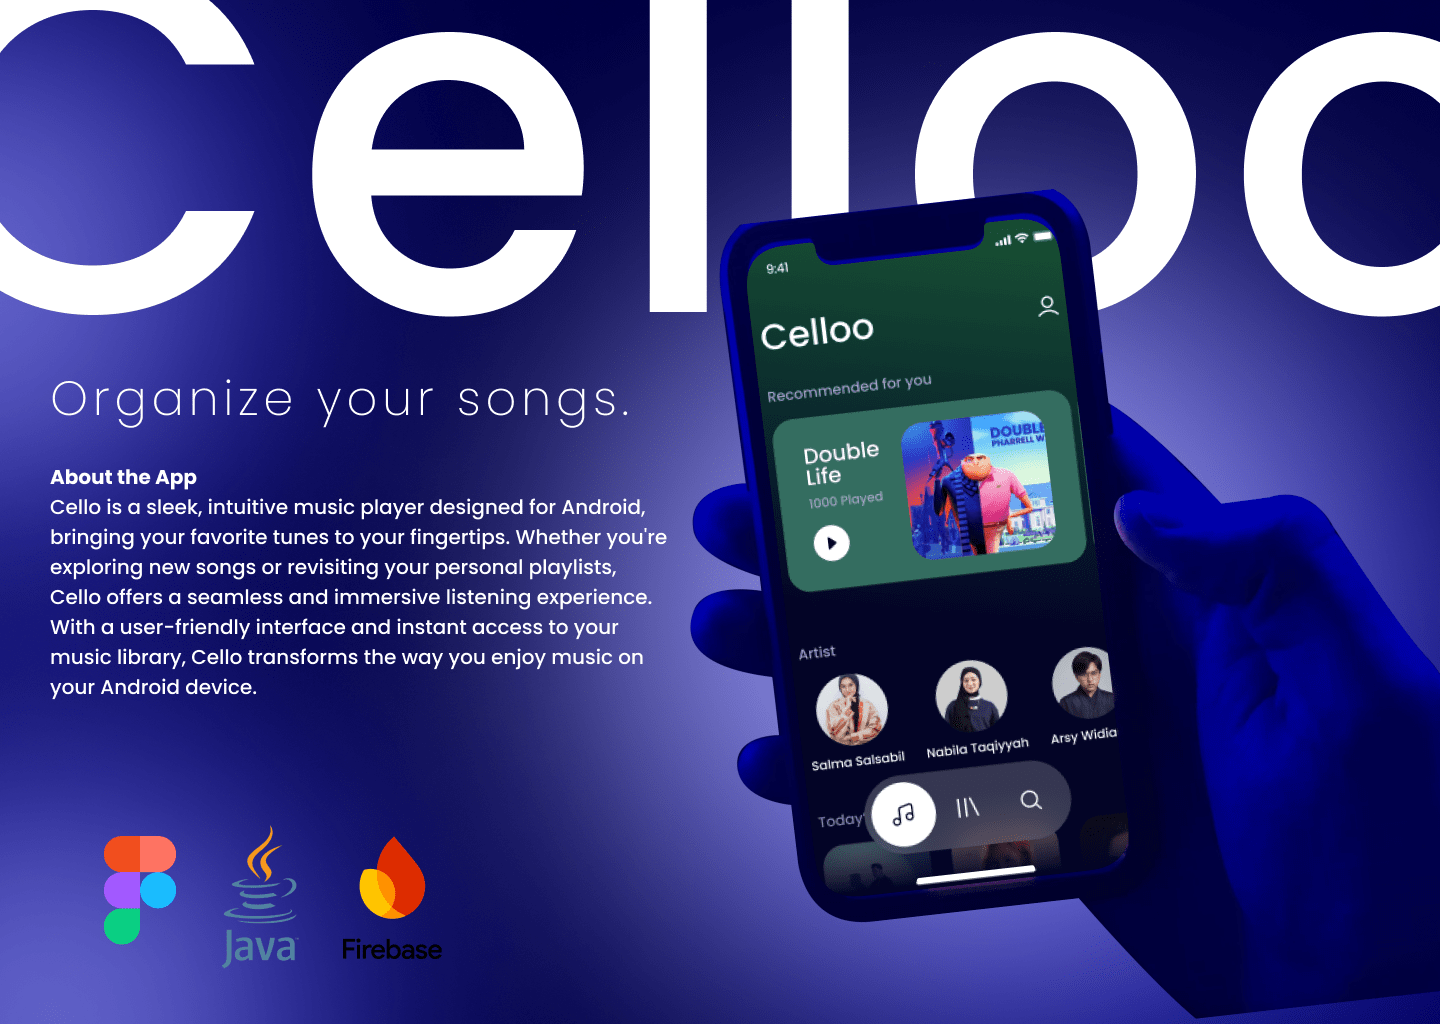 Celloo
Organize your songs.
About the App
Cello is a sleek, intuitive music player designed for Android,
bringing your favorite tunes to your fingertips. Whether you're
exploring new songs or revisiting your personal playlists,
Cello offers a seamless and immersive listening experience.
With a user-friendly interface and instant access to your
music library, Cello transforms the way you enjoy music on
your Android device.
Java
Firebase
9:41
Celloo
Recommended for you
Double
Life
1000 Played
DOUBLE
PHARRELL W
Artist
Salma Salsabil
Nabila Taqiyyah
Arsy Widia
Today'